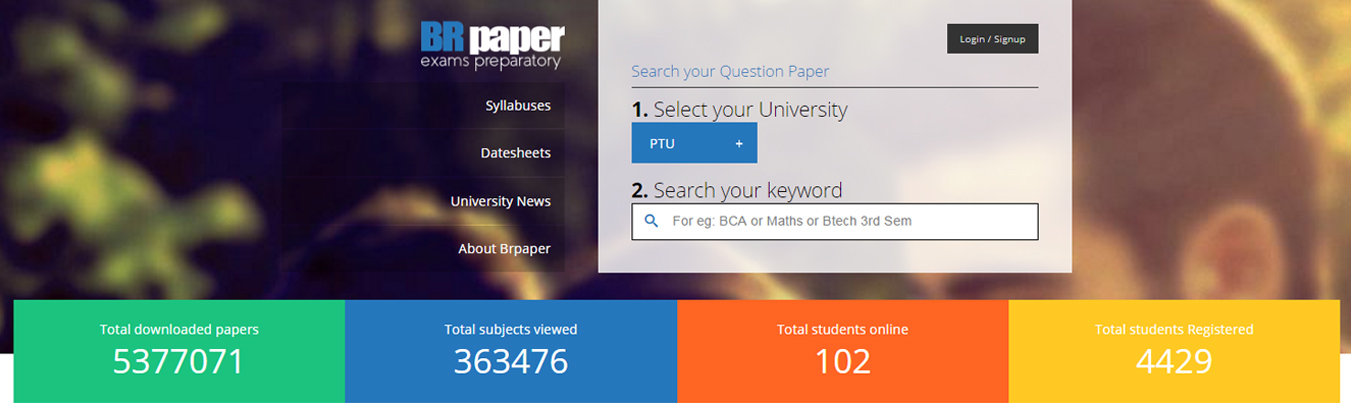 BRpaper
exams preparatory
Syllabuses
Datesheets
University News
About Brpaper
Login / Signup
Search your Question Paper
1. Select your University
PTU +
2. Search your keyword
For eg: BCA or Maths or Btech 3rd Sem
Total downloaded papers
5377071
Total subjects viewed
363476
Total students online
102
Total students Registered
4429